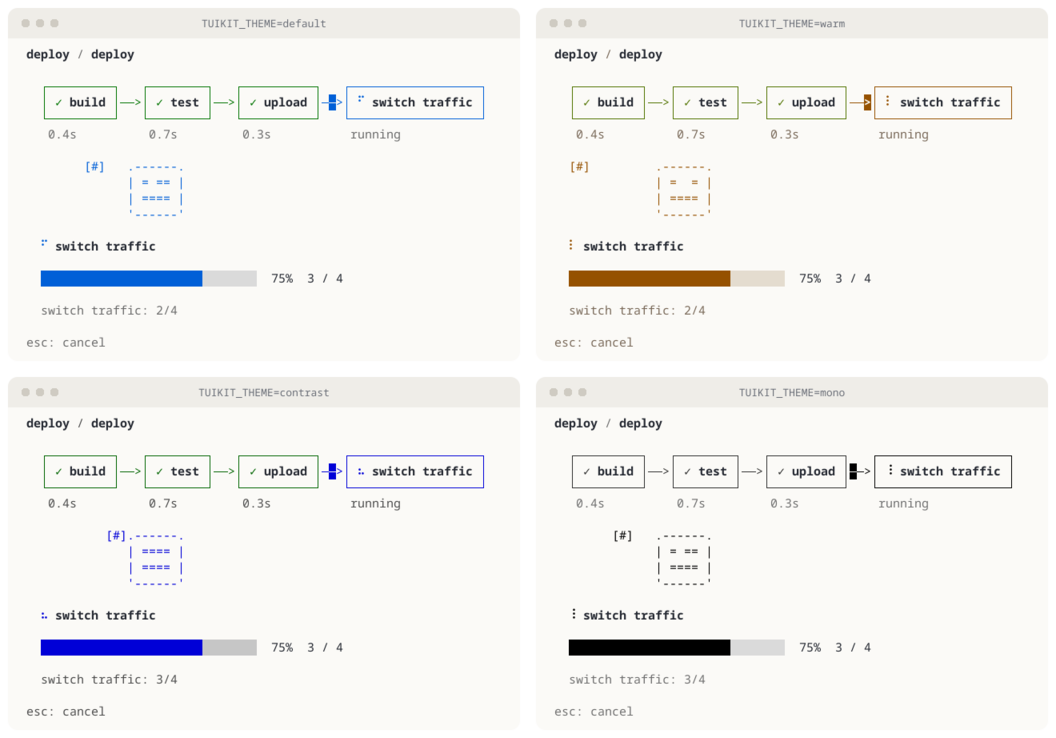 TUIKIT_THEME=default
deploy / deploy
✓ build ──> ✓ test ──> ✓ upload ─█> ⠋ switch traffic
0.4s 0.7s 0.3s running
[#] .------.
| = == |
| ==== |
'------'
⠋ switch traffic
75% 3 / 4
switch traffic: 2/4
esc: cancel
TUIKIT_THEME=warm
deploy / deploy
✓ build ──> ✓ test ──> ✓ upload ──> ⠇ switch traffic
0.4s 0.7s 0.3s running
[#] .------.
| =  = |
| ==== |
'------'
⠇ switch traffic
75% 3 / 4
switch traffic: 2/4
esc: cancel
TUIKIT_THEME=contrast
deploy / deploy
✓ build ──> ✓ test ──> ✓ upload ─█> ⠦ switch traffic
0.4s 0.7s 0.3s running
[#].------.
| ==== |
| ==== |
'------'
⠦ switch traffic
75% 3 / 4
switch traffic: 3/4
esc: cancel
TUIKIT_THEME=mono
deploy / deploy
✓ build ──> ✓ test ──> ✓ upload █─> ⠇ switch traffic
0.4s 0.7s 0.3s running
[#] .------.
| = == |
| ==== |
'------'
⠇ switch traffic
75% 3 / 4
switch traffic: 3/4
esc: cancel